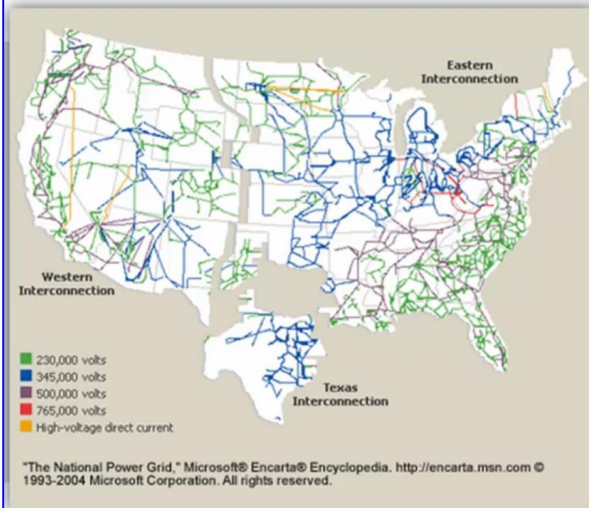 Eastern
Interconnection
Western
Interconnection
Texas
Interconnection
230,000 volts
345,000 volts
500,000 volts
765,000 volts
High-voltage direct current
"The National Power Grid," Microsoft® Encarta® Encyclopedia. http://encarta.msn.com ©
1993-2004 Microsoft Corporation. All rights reserved.